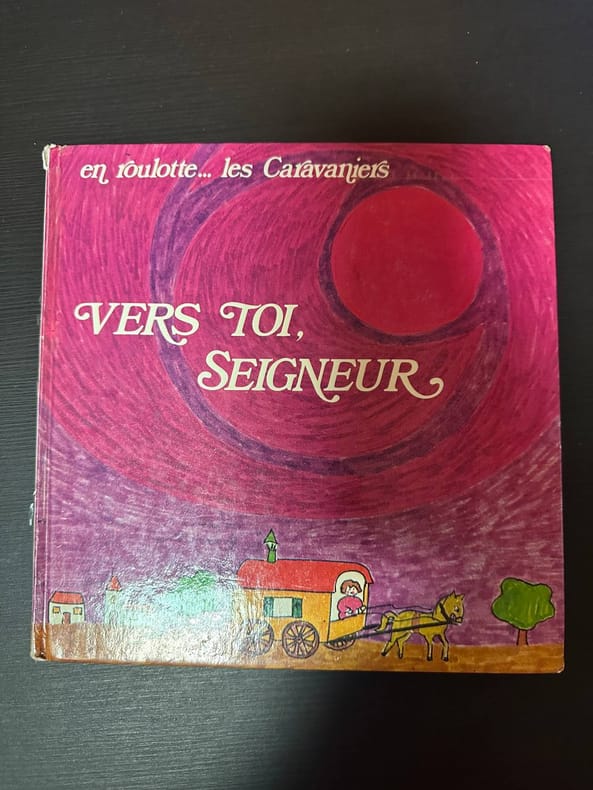 en roulotte... les Caravaniers
VERS TOI,
SEIGNEUR